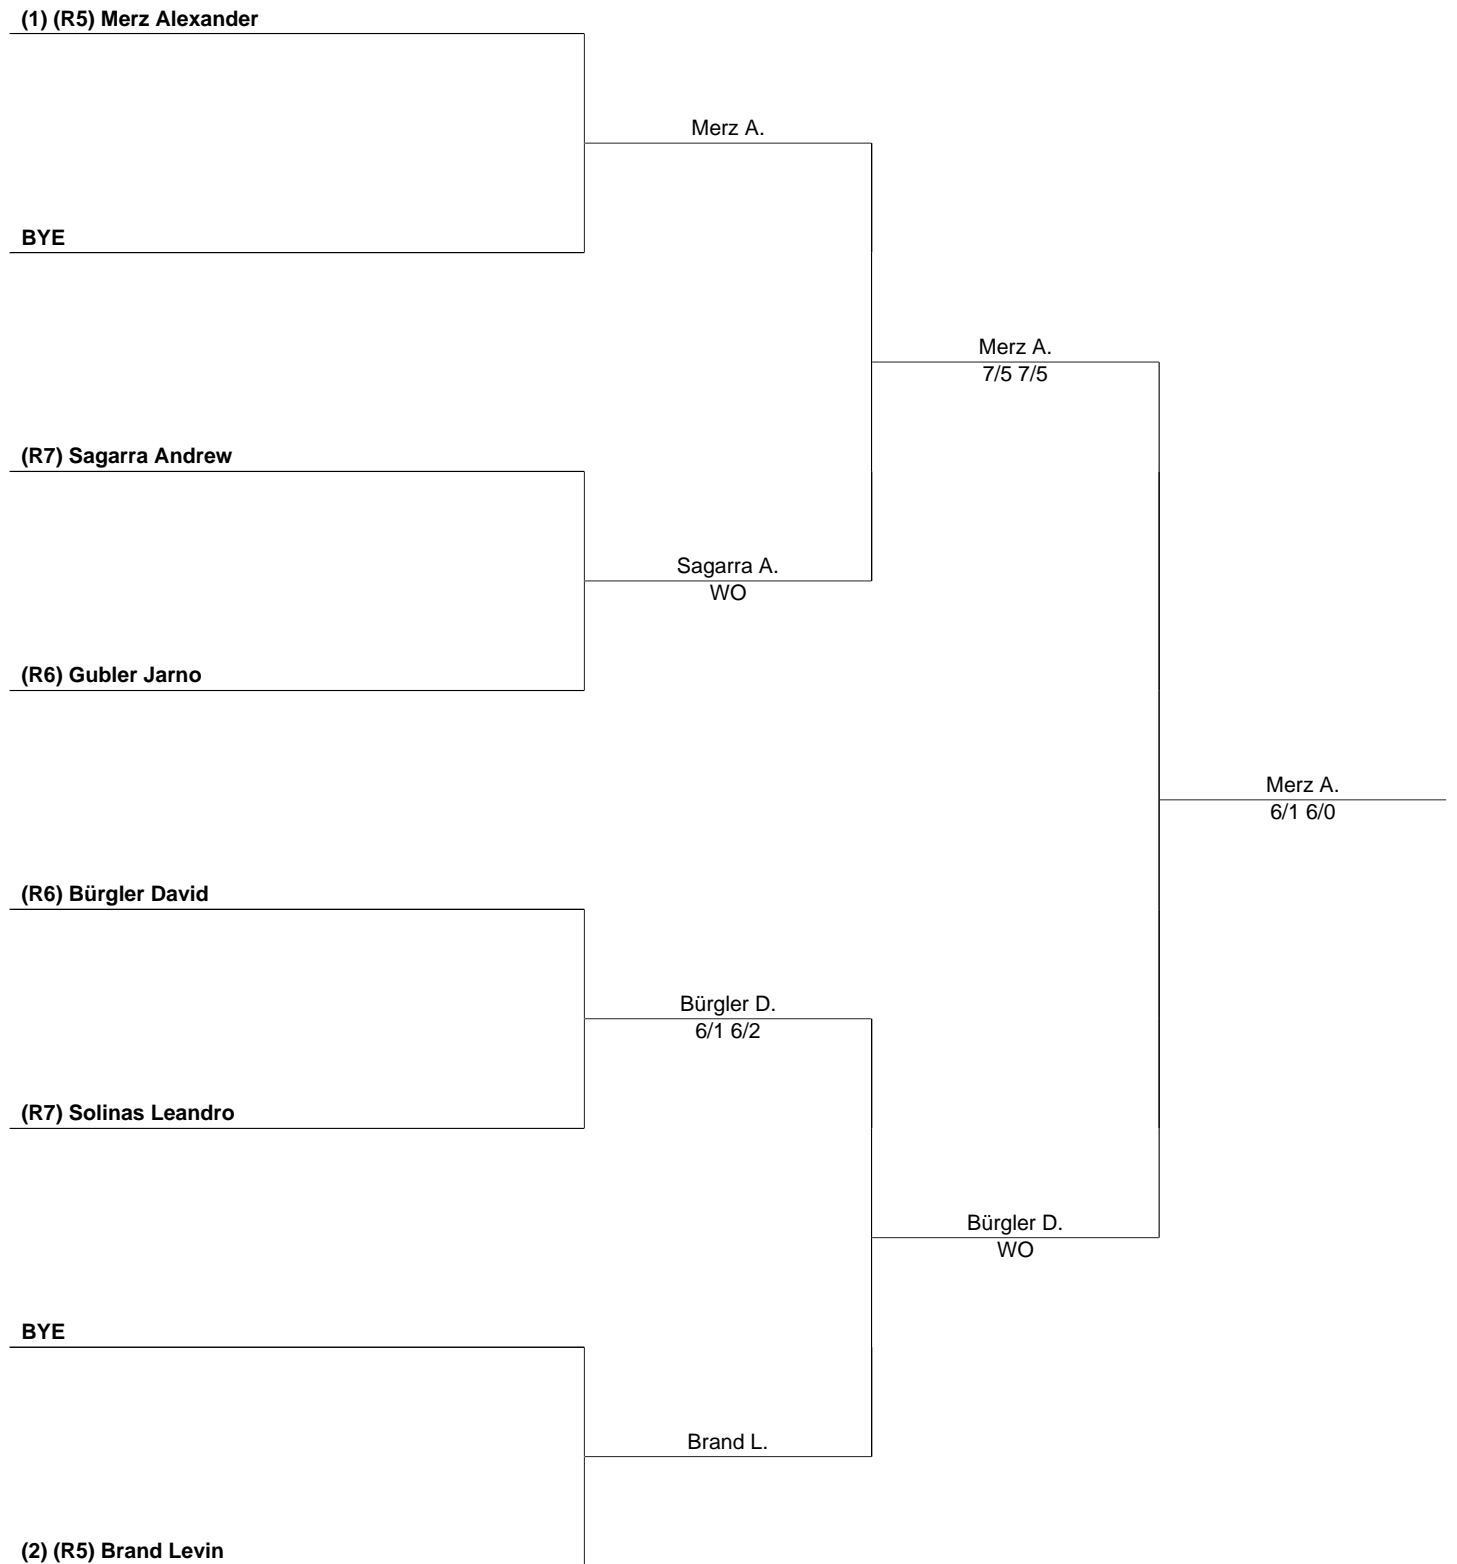 (1) (R5) Merz Alexander
Merz A.
BYE
Merz A.
7/5 7/5
(R7) Sagarra Andrew
Sagarra A.
WO
(R6) Gubler Jarno
Merz A.
6/1 6/0
(R6) Bürgler David
Bürgler D.
6/1 6/2
(R7) Solinas Leandro
Bürgler D.
WO
BYE
Brand L.
(2) (R5) Brand Levin